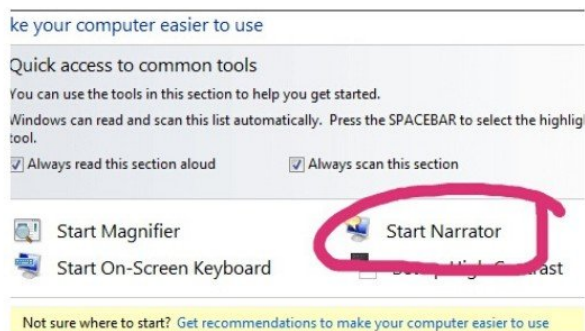 ke your computer easier to use
Quick access to common tools
You can use the tools in this section to help you get started.
Windows can read and scan this list automatically. Press the SPACEBAR to select the highlig
tool.
Always read this section aloud Always scan this section
Start Magnifier Start Narrator
Start On-Screen Keyboard High Contrast
Not sure where to start? Get recommendations to make your computer easier to use